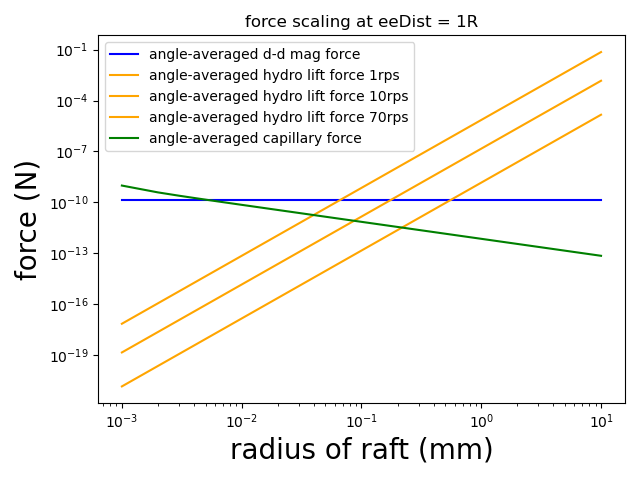 force scaling at eeDist = 1R
angle-averaged d-d mag force
angle-averaged hydro lift force 1rps
angle-averaged hydro lift force 10rps
angle-averaged hydro lift force 70rps
angle-averaged capillary force
force (N)
10⁻¹
10⁻⁴
10⁻⁷
10⁻¹⁰
10⁻¹³
10⁻¹⁶
10⁻¹⁹
10⁻³ 10⁻² 10⁻¹ 10⁰ 10¹
radius of raft (mm)